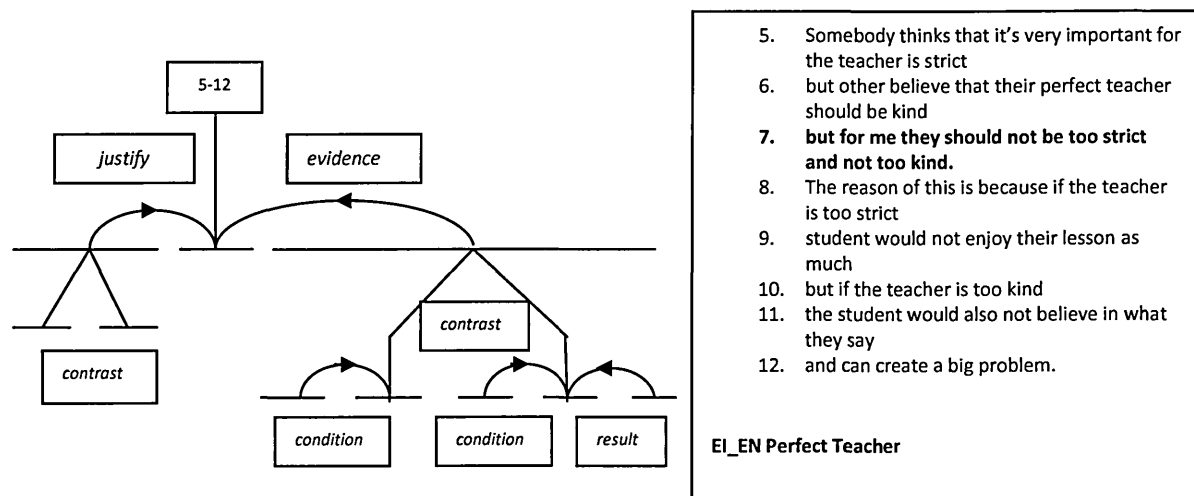 5-12
justify
evidence
contrast
contrast
condition
condition
result
5. Somebody thinks that it's very important for
the teacher is strict
6. but other believe that their perfect teacher
should be kind
7. but for me they should not be too strict
and not too kind.
8. The reason of this is because if the teacher
is too strict
9. student would not enjoy their lesson as
much
10. but if the teacher is too kind
11. the student would also not believe in what
they say
12. and can create a big problem.
EI_EN Perfect Teacher